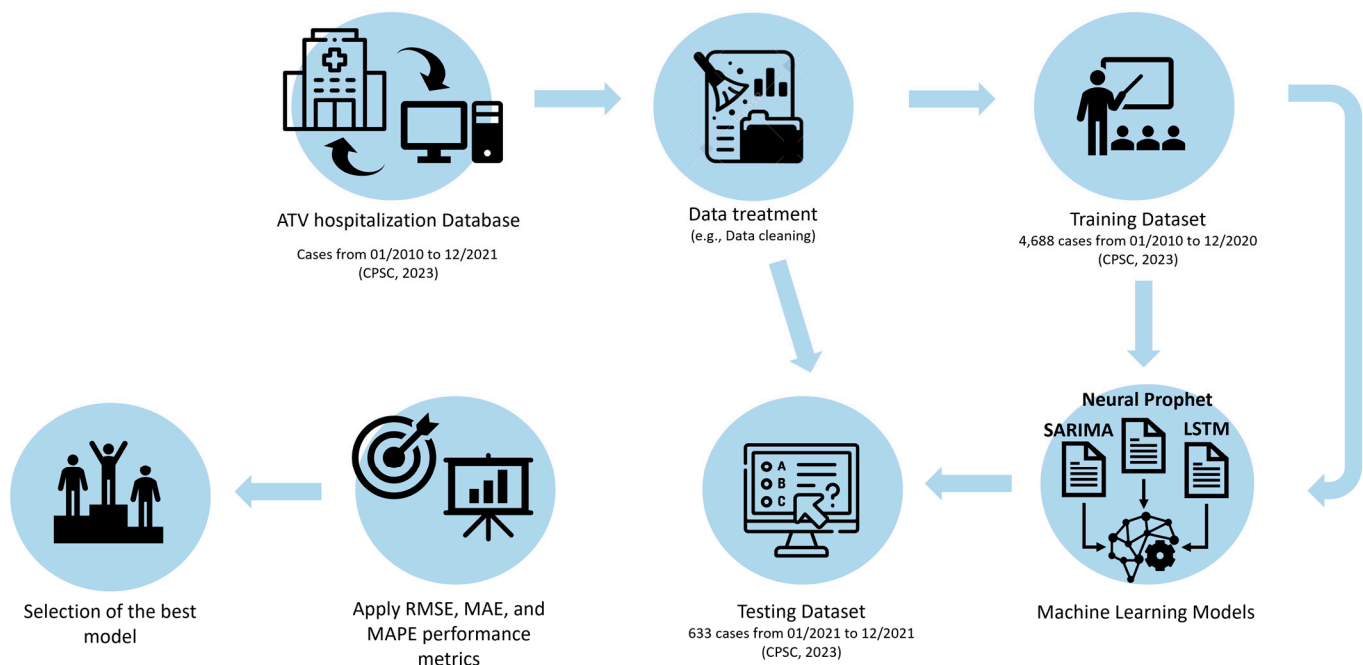 ATV hospitalization Database
Cases from 01/2010 to 12/2021
(CPSC, 2023)
Data treatment
(e.g., Data cleaning)
Training Dataset
4,688 cases from 01/2010 to 12/2020
(CPSC, 2023)
Neural Prophet
SARIMA
LSTM
Machine Learning Models
A
B
C
?
Testing Dataset
633 cases from 01/2021 to 12/2021
(CPSC, 2023)
Apply RMSE, MAE, and
MAPE performance
metrics
Selection of the best
model